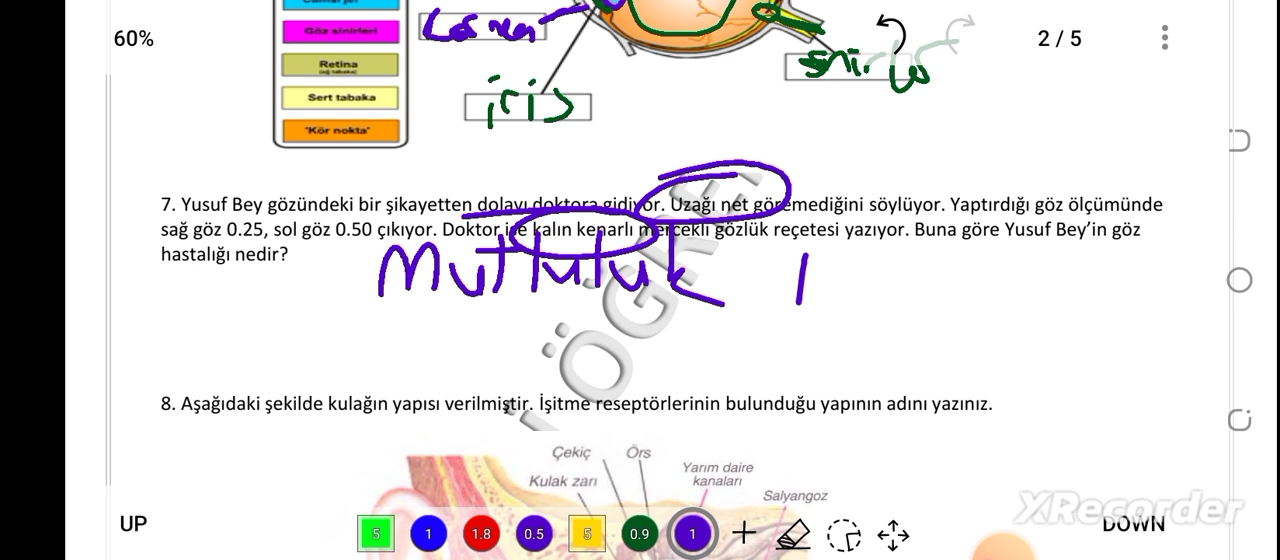 60%
Göz sinirleri
2 / 5
Retina
(ağ tabaka)
Sert tabaka
iris
"Kör nokta"
7. Yusuf Bey gözündeki bir şikayetten dolayı doktora gidiyor. Uzağı net göremediğini söylüyor. Yaptırdığı göz ölçümünde
sağ göz 0.25, sol göz 0.50 çıkıyor. Doktor ise kalın kenarlı mercekli gözlük reçetesi yazıyor. Buna göre Yusuf Bey'in göz
hastalığı nedir?
Mutluluk 1
8. Aşağıdaki şekilde kulağın yapısı verilmiştir. İşitme reseptörlerinin bulunduğu yapının adını yazınız.
Çekiç Örs
Kulak zarı
Yarım daire
kanaları
Salyangoz
XRecorder
UP 5 1 1.8 0.5 5 0.9 1 DOWN